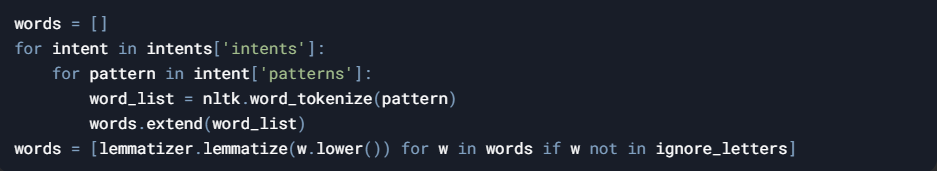 words = []
for intent in intents['intents']:
    for pattern in intent['patterns']:
        word_list = nltk.word_tokenize(pattern)
        words.extend(word_list)
words = [lemmatizer.lemmatize(w.lower()) for w in words if w not in ignore_letters]